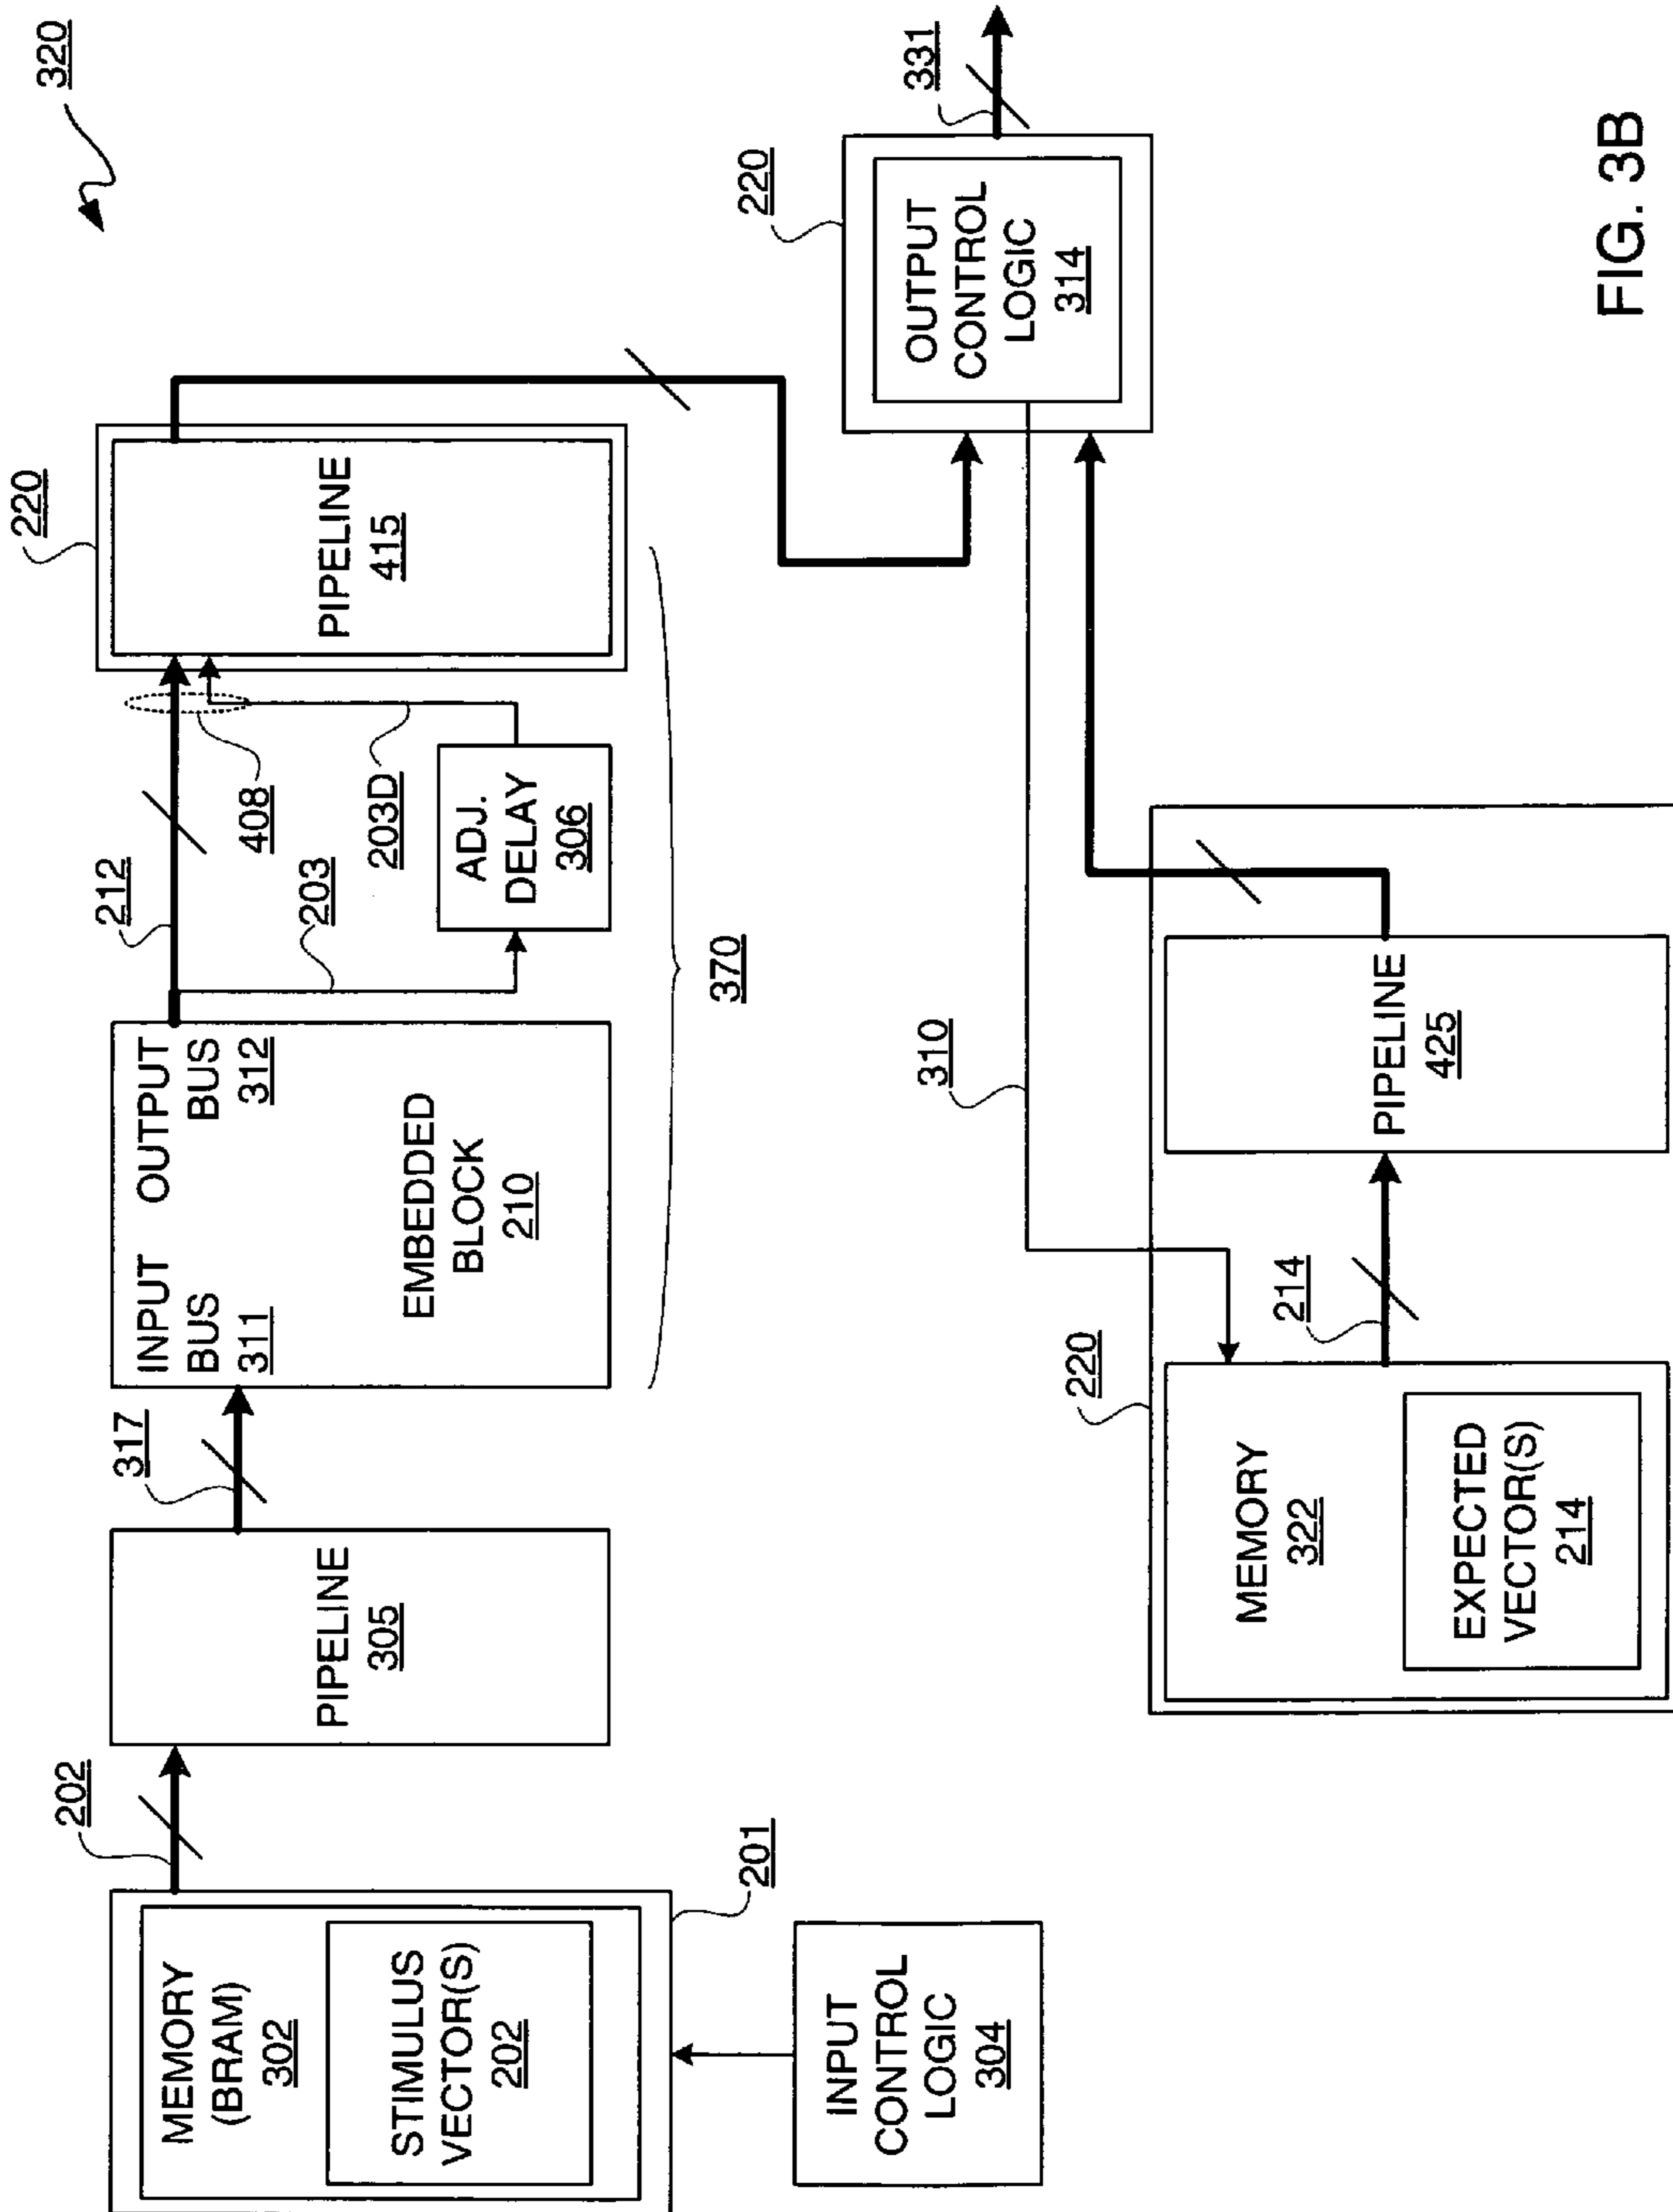 320
202
MEMORY
(BRAM)
302
STIMULUS
VECTOR(S)
202
201
INPUT
CONTROL
LOGIC
304
PIPELINE
305
317
INPUT
BUS
311
OUTPUT
BUS
312
EMBEDDED
BLOCK
210
212
203
408
203D
ADJ.
DELAY
306
370
220
PIPELINE
415
220
OUTPUT
CONTROL
LOGIC
314
331
310
220
MEMORY
322
EXPECTED
VECTOR(S)
214
214
PIPELINE
425
FIG. 3B